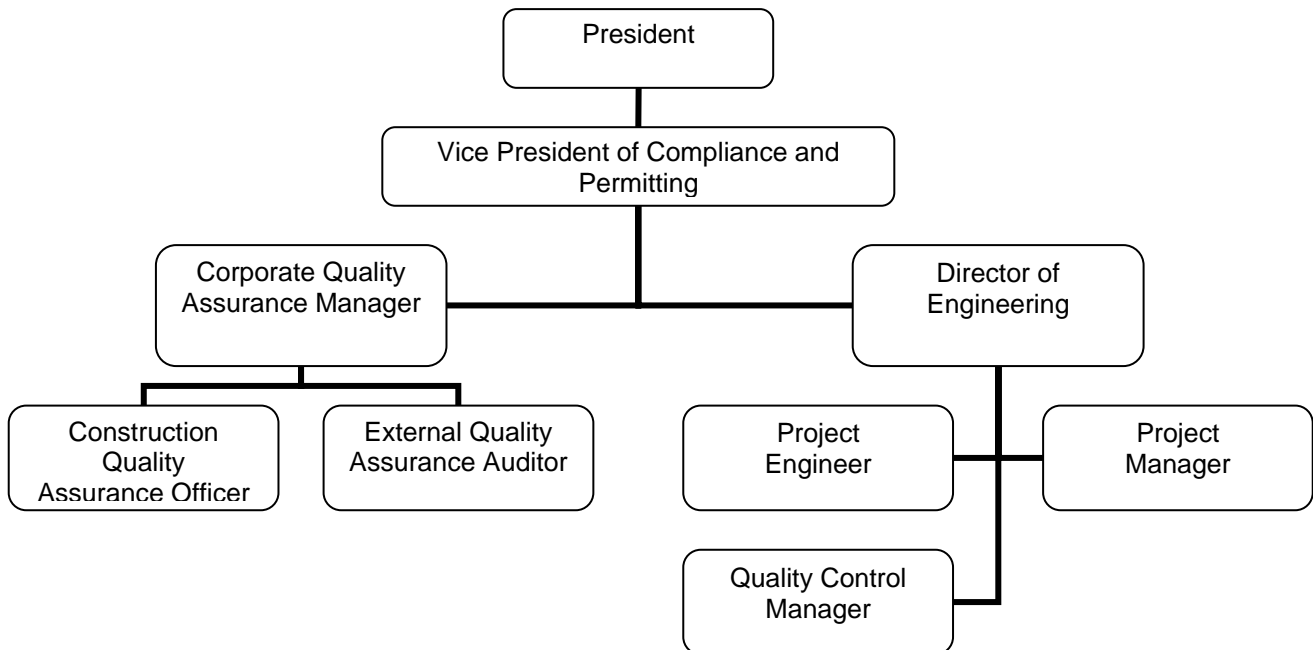 President
Vice President of Compliance and
Permitting
Corporate Quality
Assurance Manager
Director of
Engineering
Construction
Quality
Assurance Officer
External Quality
Assurance Auditor
Project
Engineer
Project
Manager
Quality Control
Manager